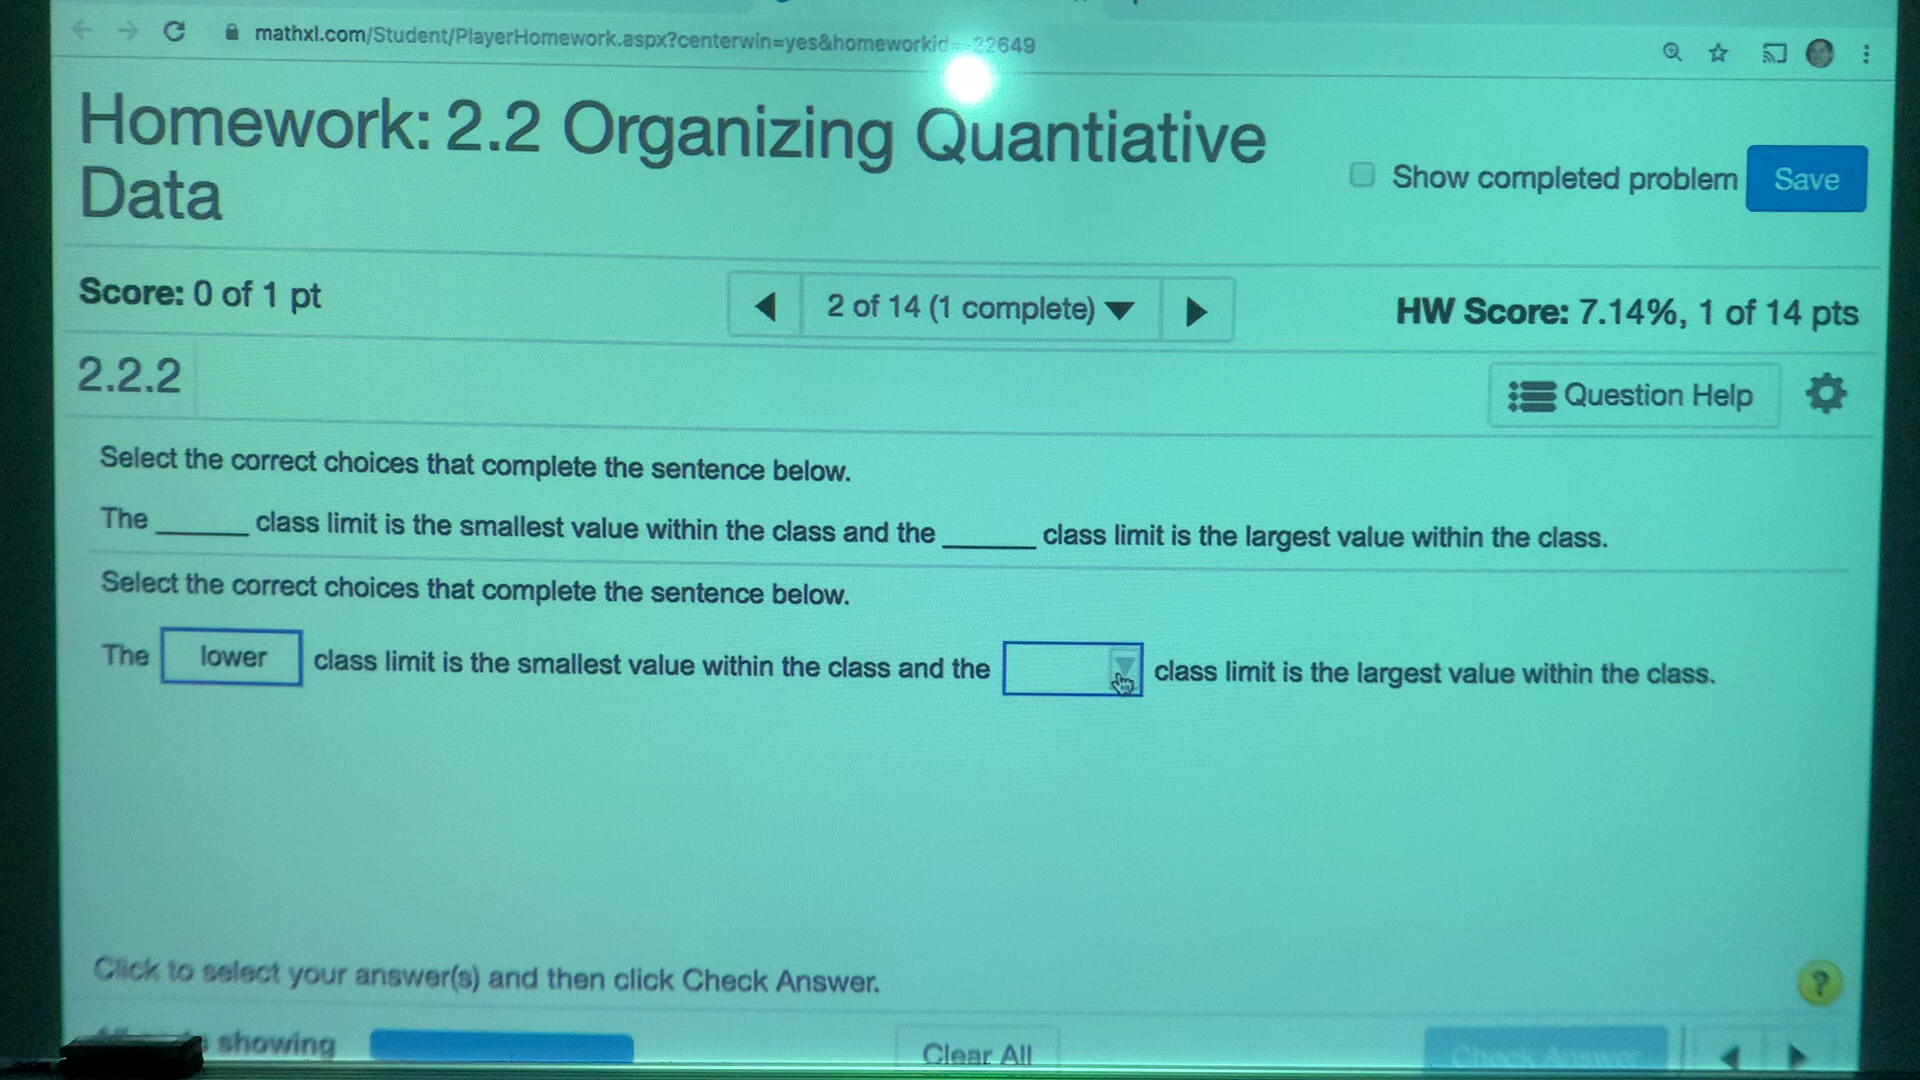 mathxl.com/Student/PlayerHomework.aspx?centerwin=yes&homeworkid= 22649
Homework: 2.2 Organizing Quantiative
Data
Show completed problem
Save
Score: 0 of 1 pt
2 of 14 (1 complete)
HW Score: 7.14%, 1 of 14 pts
2.2.2
Question Help
Select the correct choices that complete the sentence below.
The ______ class limit is the smallest value within the class and the ______ class limit is the largest value within the class.
Select the correct choices that complete the sentence below.
The lower class limit is the smallest value within the class and the class limit is the largest value within the class.
Click to select your answer(s) and then click Check Answer.
?
showing
Clear All
Check Answer